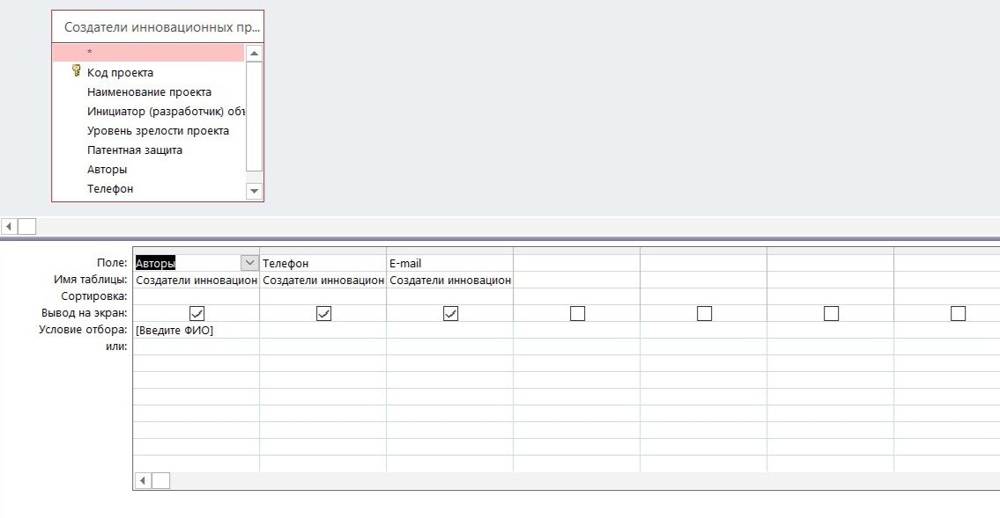 Создатели инновационных пр...
*
Код проекта
Наименование проекта
Инициатор (разработчик) объ
Уровень зрелости проекта
Патентная защита
Авторы
Телефон
Поле: Авторы Телефон E-mail
Имя таблицы: Создатели инновацион Создатели инновацион Создатели инновацион
Сортировка:
Вывод на экран:
Условие отбора: [Введите ФИО]
или: